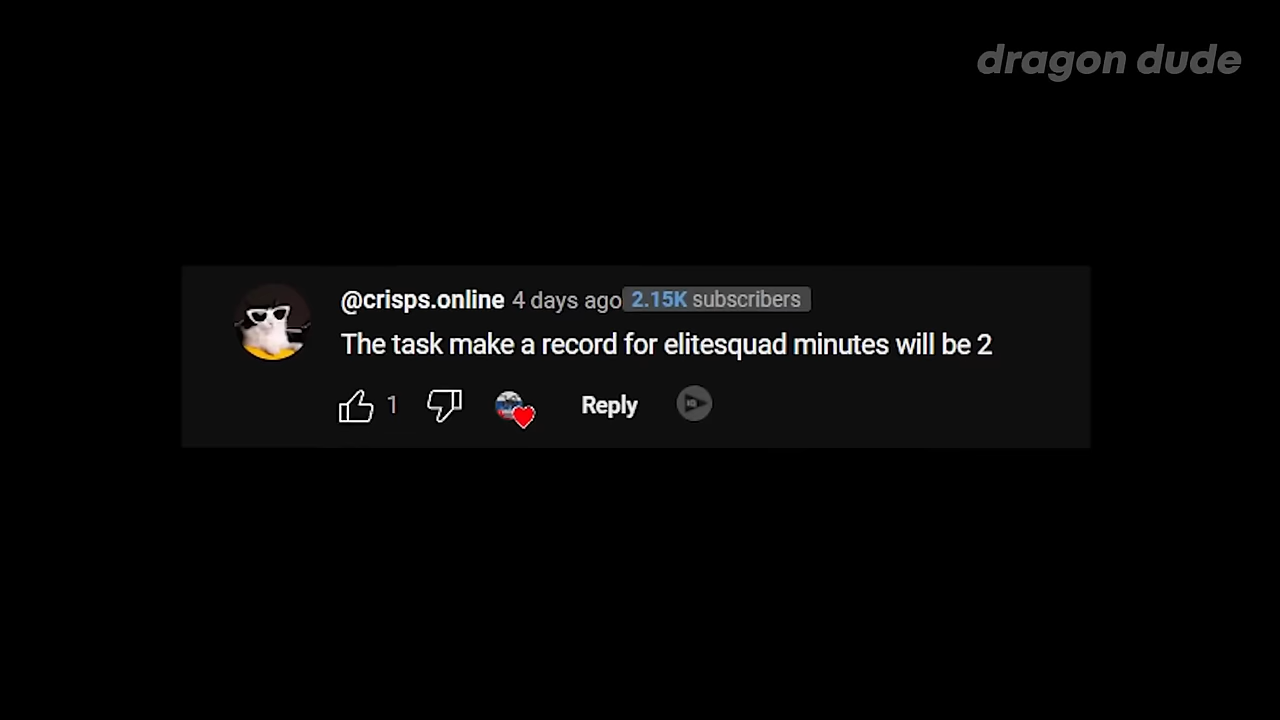 dragon dude
@crisps.online 4 days ago 2.15K subscribers
The task make a record for elitesquad minutes will be 2
1 Reply